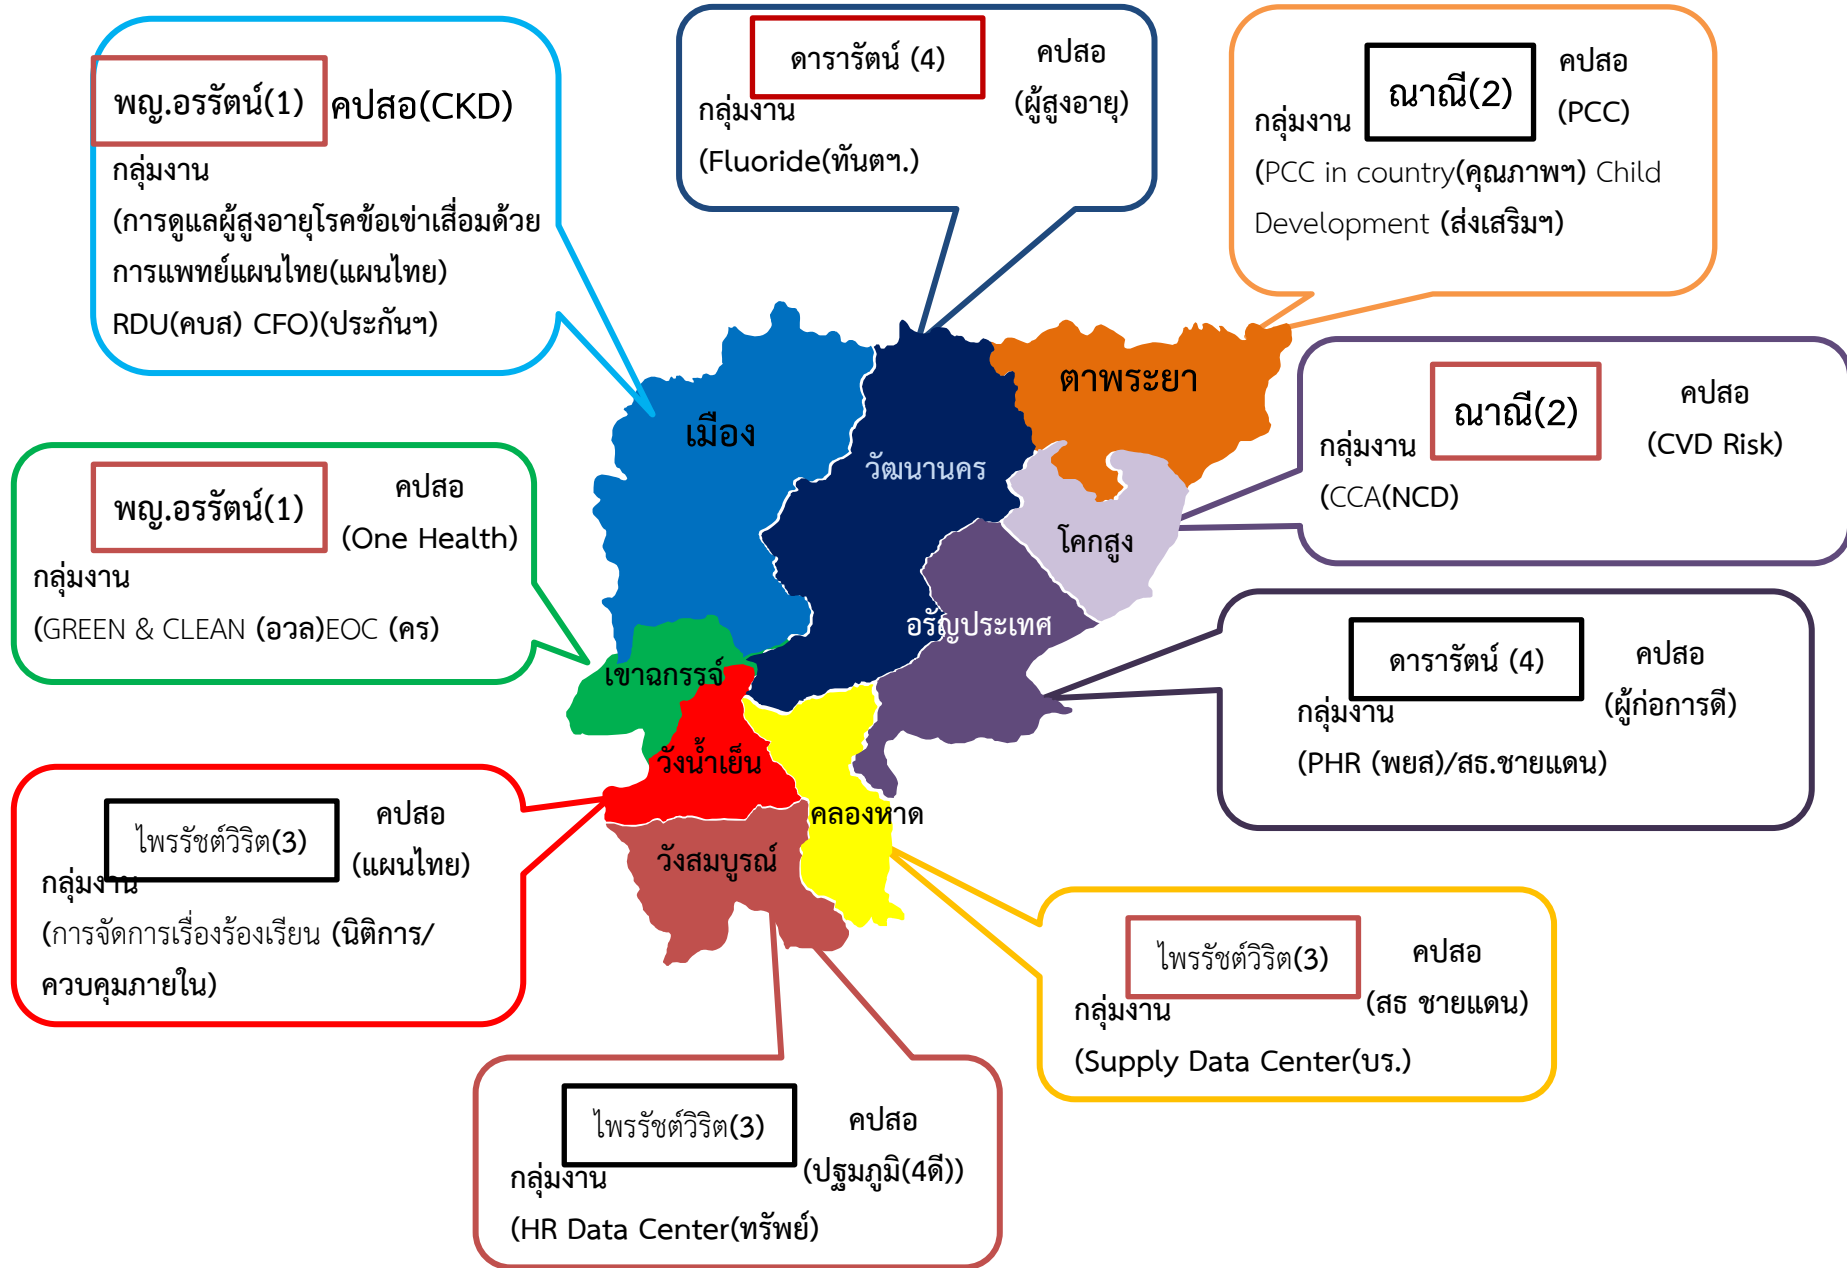 พญ.อรรัตน์(1) คปสอ(CKD)
กลุ่มงาน
(การดูแลผู้สูงอายุโรคข้อเข่าเสื่อมด้วย
การแพทย์แผนไทย(แผนไทย)
RDU(คบส) CFO)(ประกันฯ)
ดารารัตน์ (4)
คปสอ
(ผู้สูงอายุ)
กลุ่มงาน
(Fluoride(ทันตฯ.)
ณาณี(2)
คปสอ
(PCC)
กลุ่มงาน
(PCC in country(คุณภาพฯ) Child
Development (ส่งเสริมฯ)
ณาณี(2)
คปสอ
(CVD Risk)
กลุ่มงาน
(CCA(NCD)
พญ.อรรัตน์(1)
คปสอ
(One Health)
กลุ่มงาน
(GREEN & CLEAN (อวล)EOC (คร)
ดารารัตน์ (4)
คปสอ
(ผู้ก่อการดี)
กลุ่มงาน
(PHR (พยส)/สธ.ชายแดน)
ไพรรัชต์วิริต(3)
คปสอ
(แผนไทย)
กลุ่มงาน
(การจัดการเรื่องร้องเรียน (นิติการ/
ควบคุมภายใน)
ไพรรัชต์วิริต(3)
คปสอ
(สธ ชายแดน)
กลุ่มงาน
(Supply Data Center(บร.)
ไพรรัชต์วิริต(3)
คปสอ
(ปฐมภูมิ(4ดี))
กลุ่มงาน
(HR Data Center(ทรัพย์)
เมือง
วัฒนานคร
ตาพระยา
โคกสูง
อรัญประเทศ
เขาฉกรรจ์
วังน้ำเย็น
คลองหาด
วังสมบูรณ์